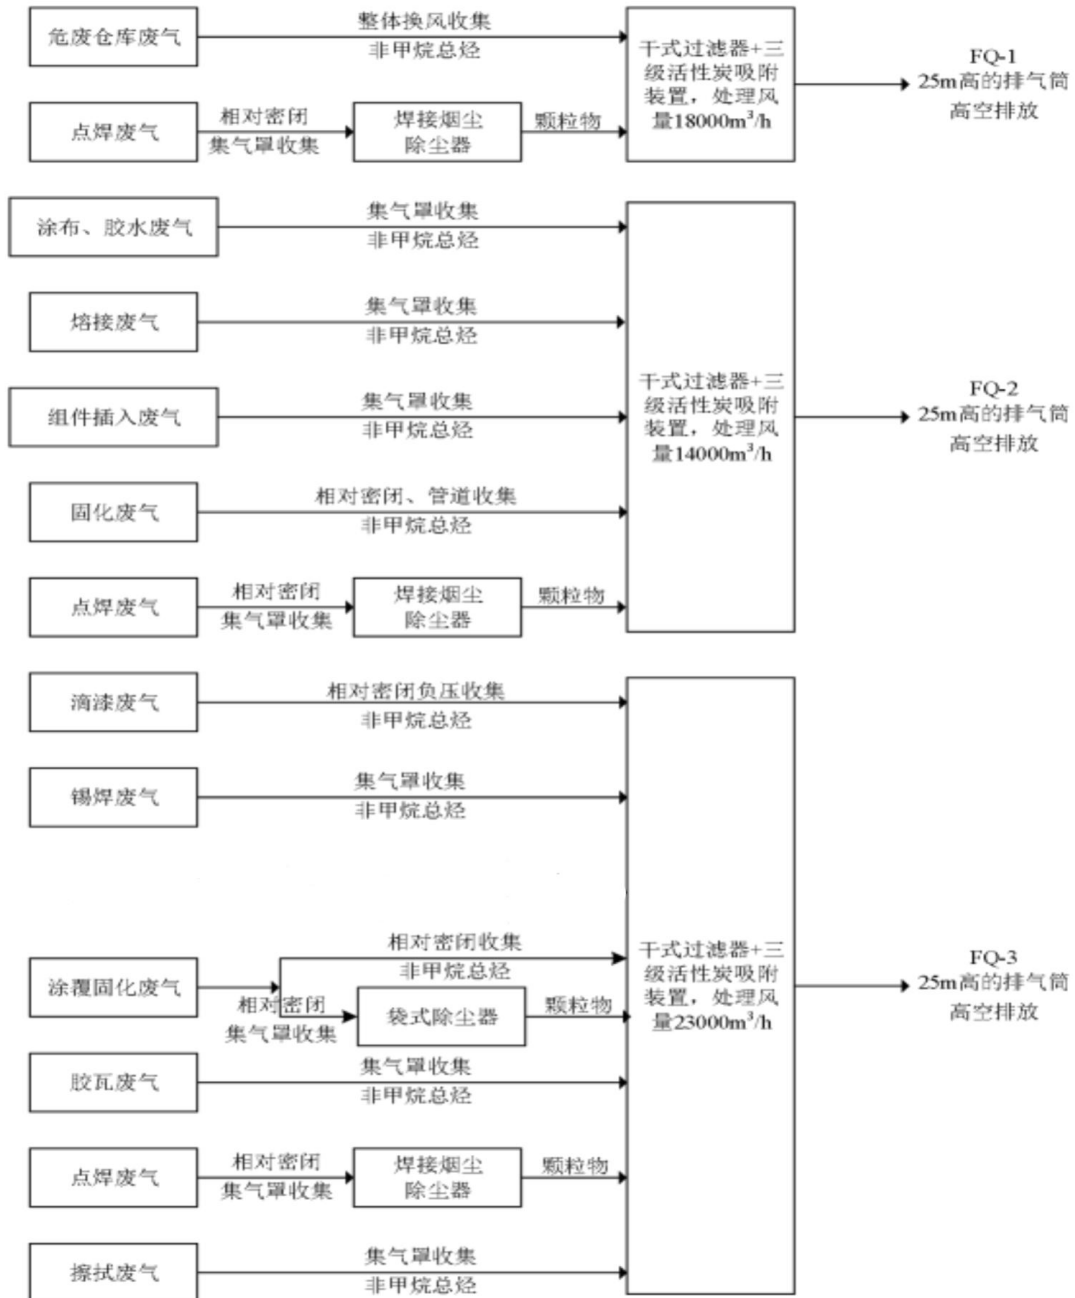 危废仓库废气
整体换风收集
非甲烷总烃
点焊废气
相对密闭
集气罩收集
焊接烟尘
除尘器
颗粒物
干式过滤器+三
级活性炭吸附
装置，处理风
量18000m³/h
FQ-1
25m高的排气筒
高空排放
涂布、胶水废气
集气罩收集
非甲烷总烃
熔接废气
集气罩收集
非甲烷总烃
组件插入废气
集气罩收集
非甲烷总烃
固化废气
相对密闭、管道收集
非甲烷总烃
点焊废气
相对密闭
集气罩收集
焊接烟尘
除尘器
颗粒物
干式过滤器+三
级活性炭吸附
装置，处理风
量14000m³/h
FQ-2
25m高的排气筒
高空排放
滴漆废气
相对密闭负压收集
非甲烷总烃
锡焊废气
集气罩收集
非甲烷总烃
涂覆固化废气
相对密闭收集
非甲烷总烃
相对密闭
集气罩收集
袋式除尘器
颗粒物
胶瓦废气
集气罩收集
非甲烷总烃
点焊废气
相对密闭
集气罩收集
焊接烟尘
除尘器
颗粒物
擦拭废气
集气罩收集
非甲烷总烃
干式过滤器+三
级活性炭吸附
装置，处理风
量23000m³/h
FQ-3
25m高的排气筒
高空排放